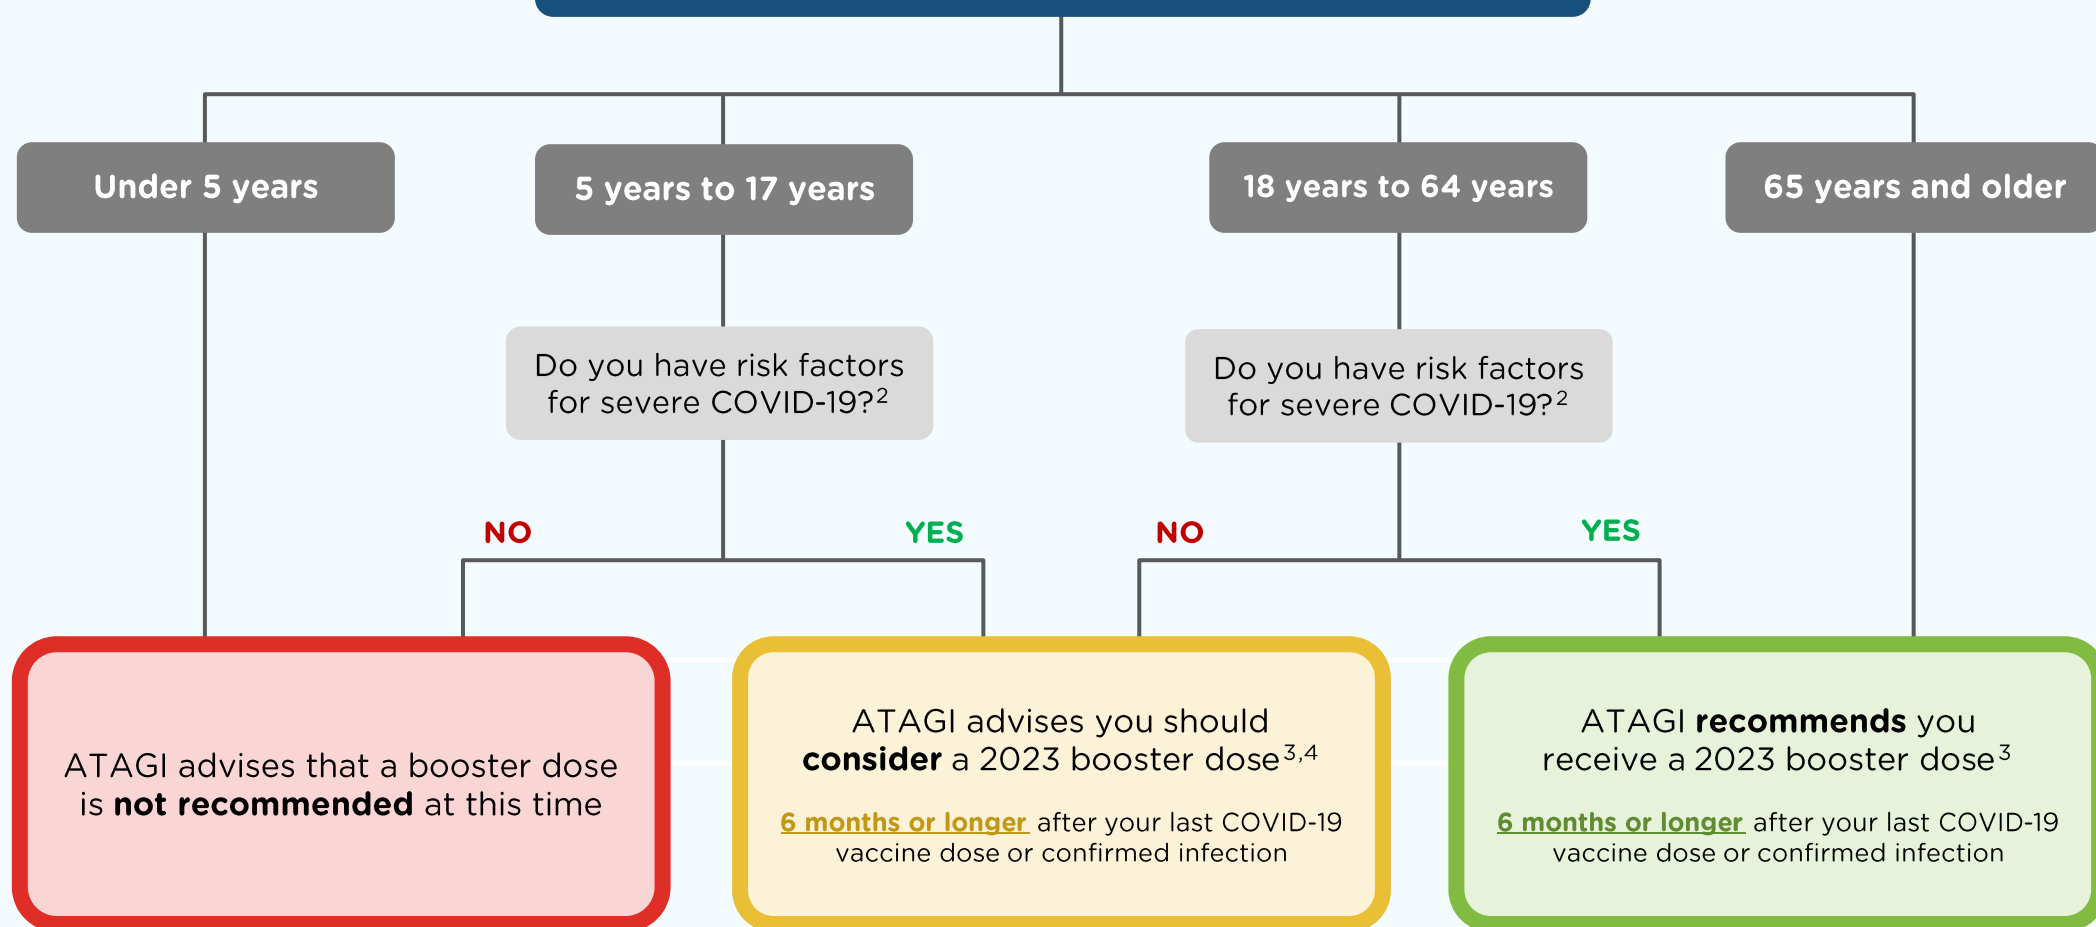 Under 5 years
5 years to 17 years
18 years to 64 years
65 years and older
Do you have risk factors
for severe COVID-19?²
Do you have risk factors
for severe COVID-19?²
NO
YES
NO
YES
ATAGI advises that a booster dose
is not recommended at this time
ATAGI advises you should
consider a 2023 booster dose³,⁴
6 months or longer after your last COVID-19
vaccine dose or confirmed infection
ATAGI recommends you
receive a 2023 booster dose³
6 months or longer after your last COVID-19
vaccine dose or confirmed infection